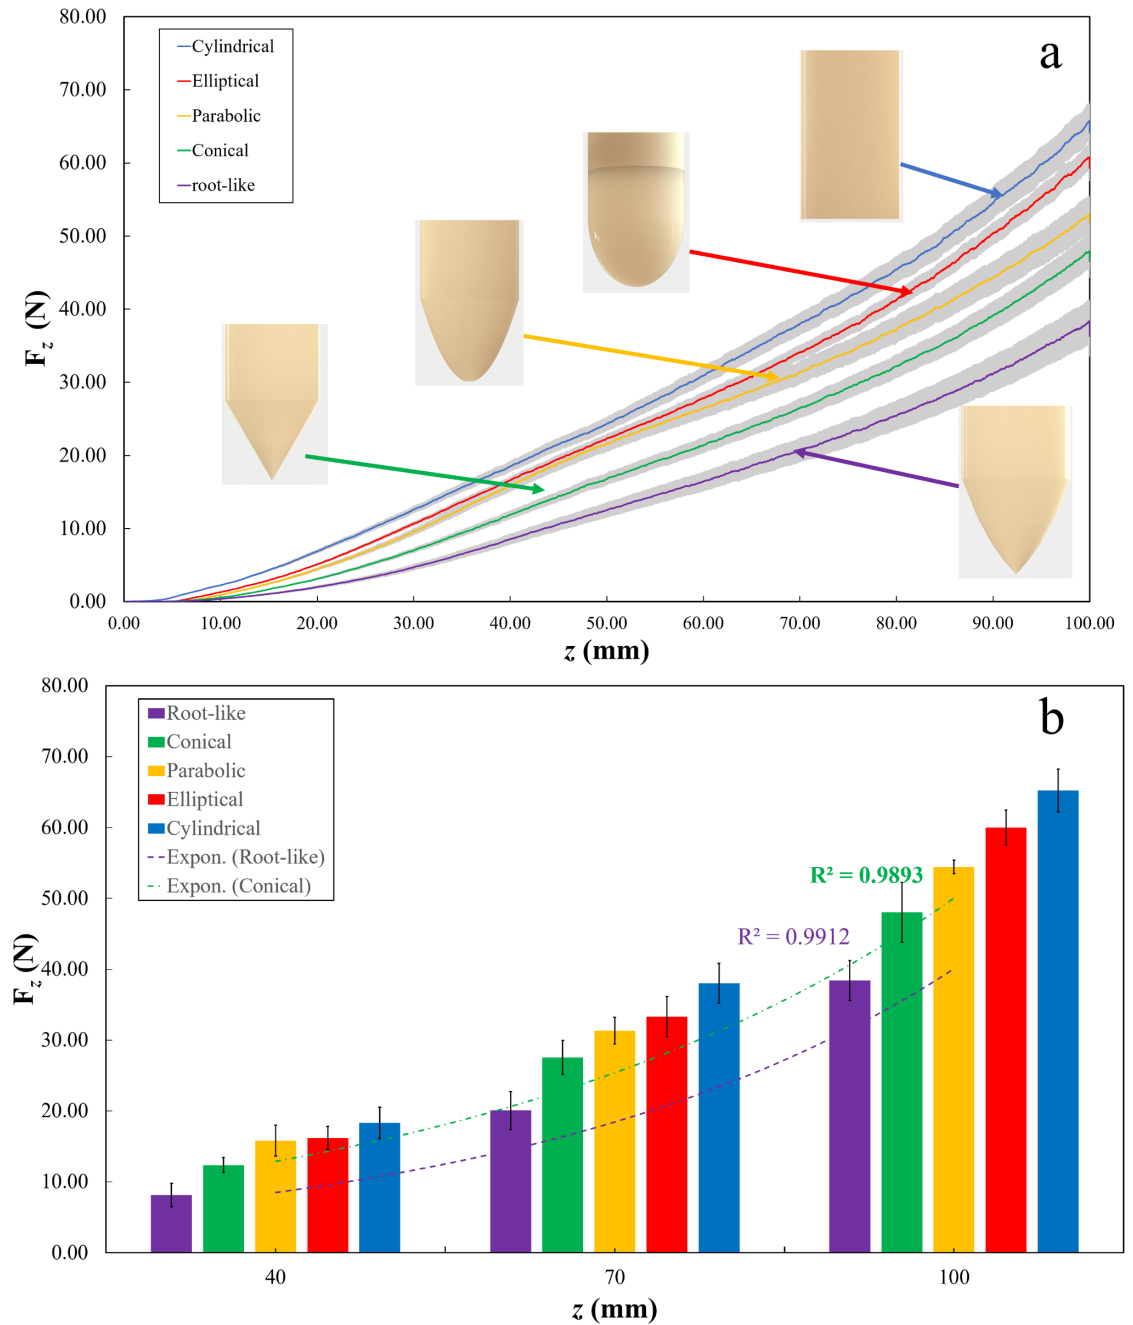 80.00
70.00
60.00
50.00
40.00
30.00
20.00
10.00
0.00
F_z (N)
Cylindrical
Elliptical
Parabolic
Conical
root-like
a
0.00 10.00 20.00 30.00 40.00 50.00 60.00 70.00 80.00 90.00 100.00
z (mm)
80.00
70.00
60.00
50.00
40.00
30.00
20.00
10.00
0.00
F_z (N)
Root-like
Conical
Parabolic
Elliptical
Cylindrical
Expon. (Root-like)
Expon. (Conical)
b
R² = 0.9893
R² = 0.9912
40 70 100
z (mm)